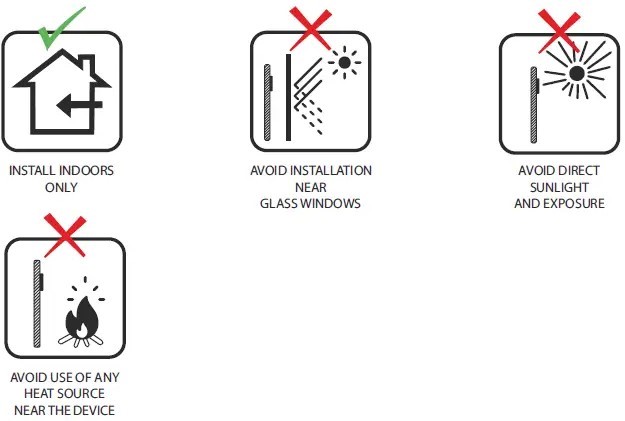 INSTALL INDOORS
ONLY
AVOID INSTALLATION
NEAR
GLASS WINDOWS
AVOID DIRECT
SUNLIGHT
AND EXPOSURE
AVOID USE OF ANY
HEAT SOURCE
NEAR THE DEVICE